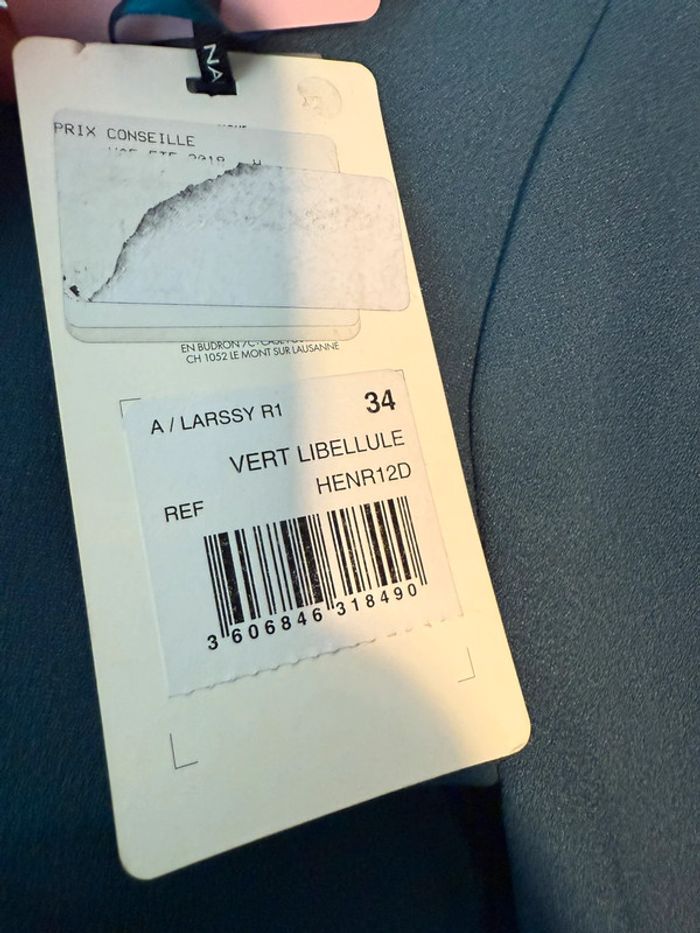 NA
PRIX CONSEILLE
EN BUDRON
CH 1052 LE MONT SUR LAUSANNE
A / LARSSY R1
34
VERT LIBELLULE
HENR12D
REF
3 606846 318490